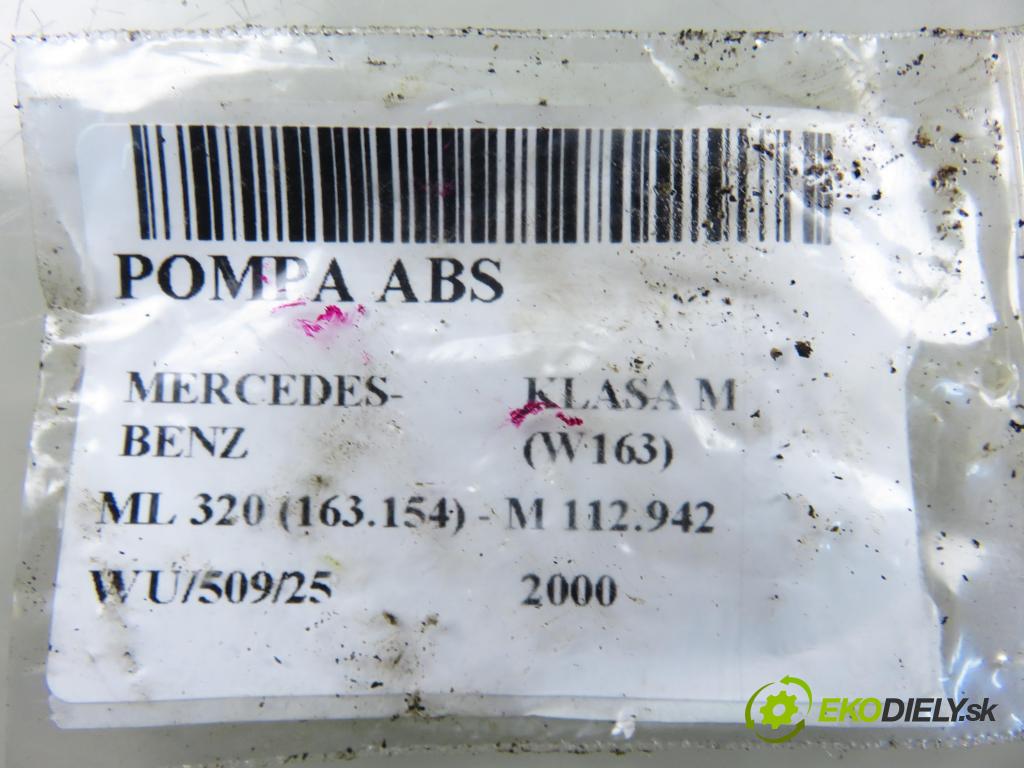 POMPA ABS
MERCEDES- KLASA M
BENZ (W163)
ML 320 (163.154) - M 112.942
WU/509/25 2000
EKODIELY.sk